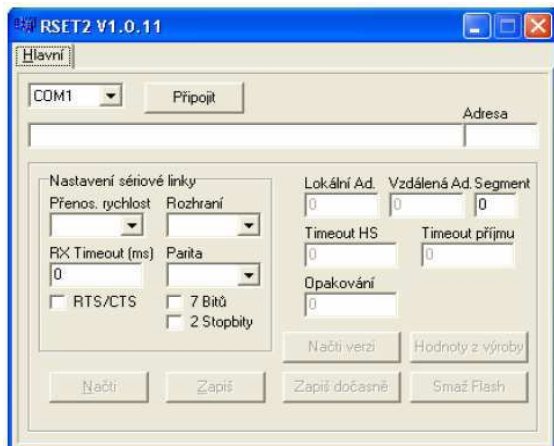 RSET2 V1.0.11
Hlavní
COM1 Připojit
Adresa
Nastavení sériové linky
Přenos. rychlost Rozhraní
RX Timeout (ms) Parita
0
RTS/CTS 7 Bitů
2 Stopbity
Lokální Ad. Vzdálená Ad. Segment
0 0 0
Timeout HS Timeout příjmu
0 0
Opakování
0
Načti verzi Hodnoty z výroby
Načti Zapiš Zapiš dočasně Smaž Flash